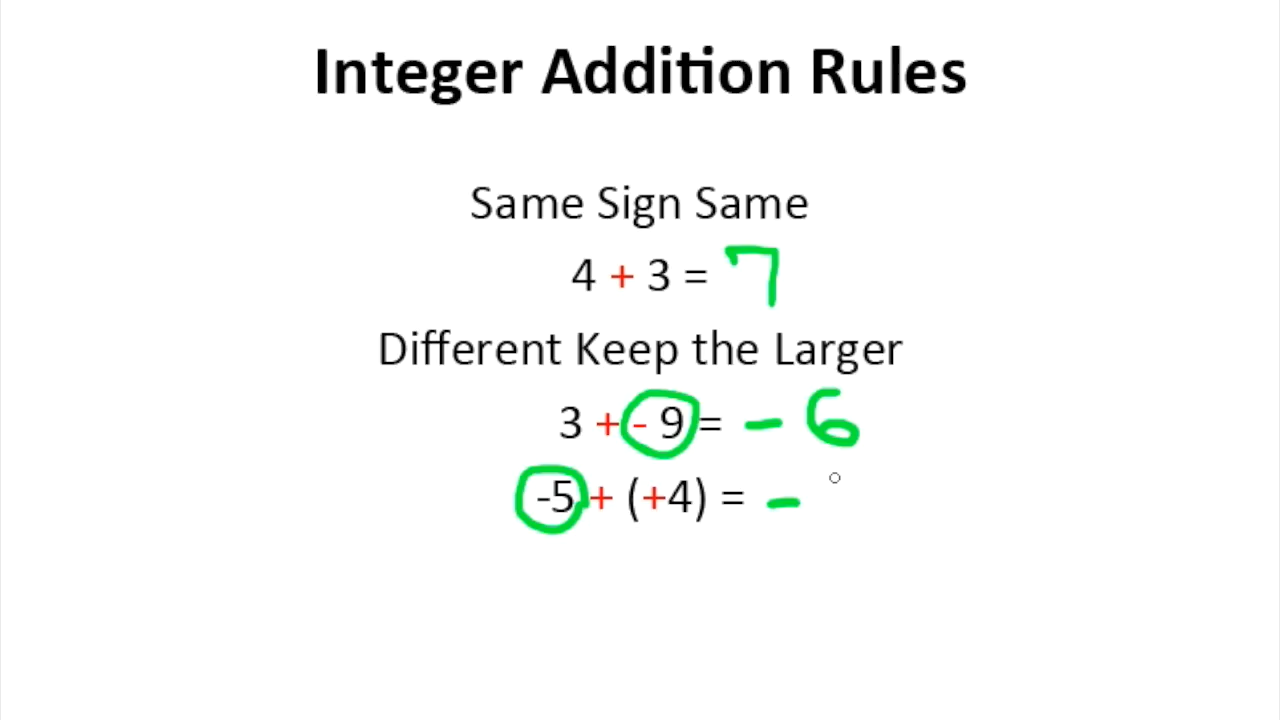 Integer Addition Rules
Same Sign Same
4 + 3 = 7
Different Keep the Larger
3 + - 9 = - 6
-5 + (+4) = -